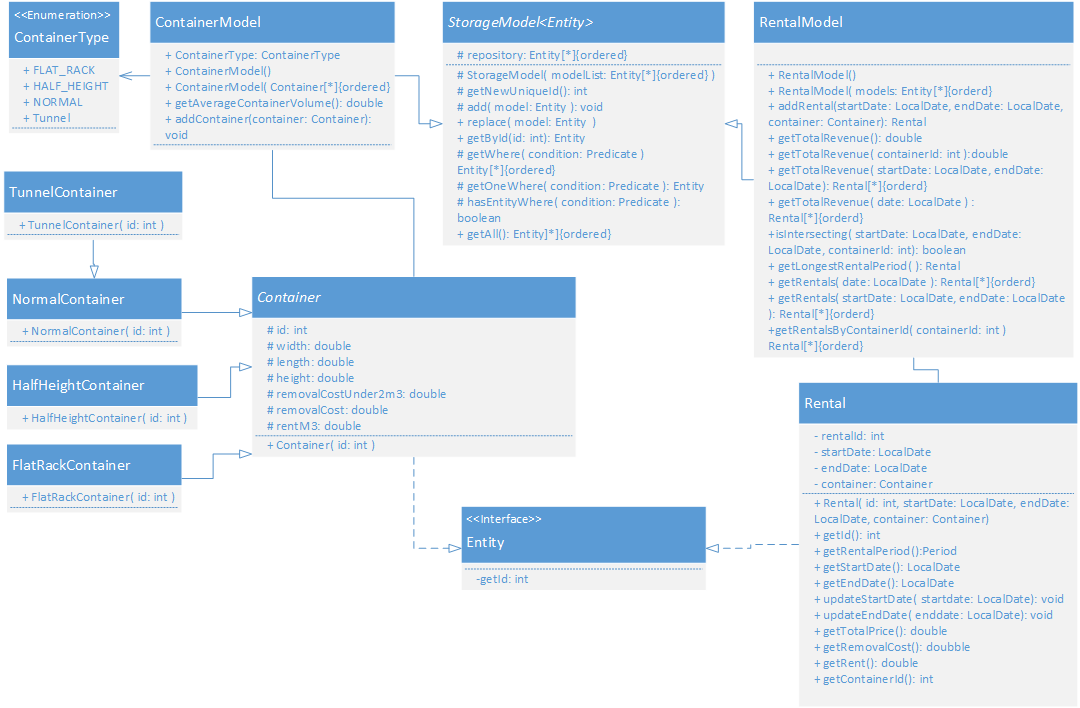 <<Enumeration>>
ContainerType
+ FLAT_RACK
+ HALF_HEIGHT
+ NORMAL
+ Tunnel
ContainerModel
+ ContainerType: ContainerType
+ ContainerModel()
+ ContainerModel( Container[*]{ordered}
+ getAverageContainerVolume(): double
+ addContainer(container: Container):
void
StorageModel<Entity>
# repository: Entity[*]{ordered}
# StorageModel( modelList: Entity[*]{ordered} )
# getNewUniqueId(): int
# add( model: Entity ): void
+ replace( model: Entity )
+ getById(id: int): Entity
# getWhere( condition: Predicate )
Entity[*]{ordered}
# getOneWhere( condition: Predicate ): Entity
# hasEntityWhere( condition: Predicate ):
boolean
+ getAll(): Entity]*]{ordered}
RentalModel
+ RentalModel()
+ RentalModel( models: Entity[*]{ordered}
+ addRental(startDate: LocalDate, endDate: LocalDate,
container: Container): Rental
+ getTotalRevenue(): double
+ getTotalRevenue( containerId: int ):double
+ getTotalRevenue( startDate: LocalDate, endDate:
LocalDate): Rental[*]{orderd}
+ getTotalRevenue( date: LocalDate ) :
Rental[*]{orderd}
+isIntersecting( startDate: LocalDate, endDate:
LocalDate, containerId: int): boolean
+ getLongestRentalPeriod( ): Rental
+ getRentals( date: LocalDate ): Rental[*]{orderd}
+ getRentals( startDate: LocalDate, endDate: LocalDate
): Rental[*]{orderd}
+getRentalsByContainerId( containerId: int )
Rental[*]{orderd}
TunnelContainer
+ TunnelContainer( id: int )
NormalContainer
+ NormalContainer( id: int )
HalfHeightContainer
+ HalfHeightContainer( id: int )
FlatRackContainer
+ FlatRackContainer( id: int )
Container
# id: int
# width: double
# length: double
# height: double
# removalCostUnder2m3: double
# removalCost: double
# rentM3: double
+ Container( id: int )
<<Interface>>
Entity
-getId: int
Rental
- rentalId: int
- startDate: LocalDate
- endDate: LocalDate
- container: Container
+ Rental( id: int, startDate: LocalDate, endDate:
LocalDate, container: Container)
+ getId(): int
+ getRentalPeriod():Period
+ getStartDate(): LocalDate
+ getEndDate(): LocalDate
+ updateStartDate( startdate: LocalDate): void
+ updateEndDate( enddate: LocalDate): void
+ getTotalPrice(): double
+ getRemovalCost(): doubble
+ getRent(): double
+ getContainerId(): int